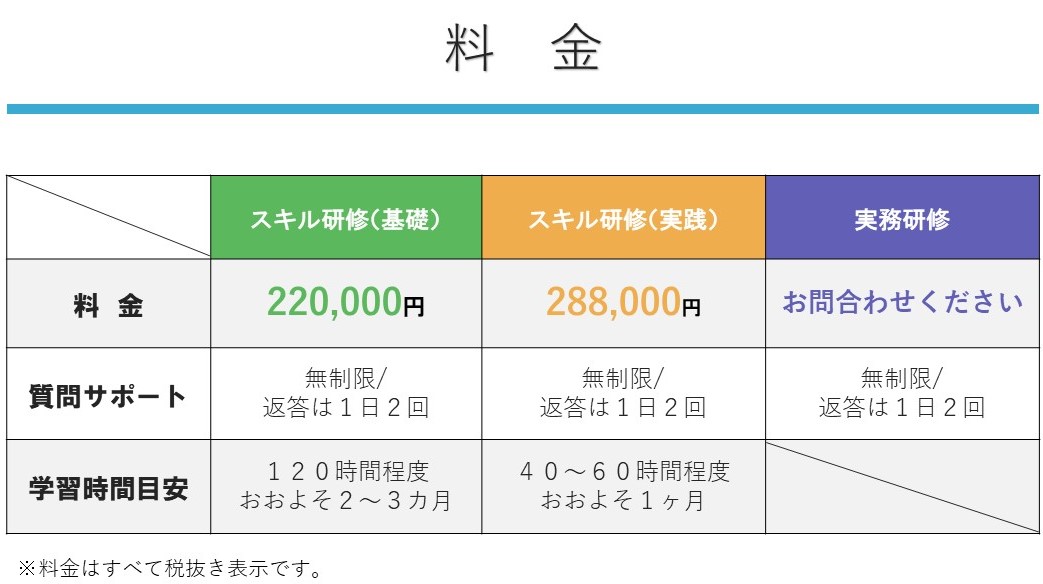 料　金
スキル研修（基礎）
スキル研修（実践）
実務研修
料 金
220,000円
288,000円
お問合わせください
質問サポート
無制限/
返答は１日２回
無制限/
返答は１日２回
無制限/
返答は１日２回
学習時間目安
１２０時間程度
おおよそ２～３カ月
４０～６０時間程度
おおよそ１ヶ月
※料金はすべて税抜き表示です。